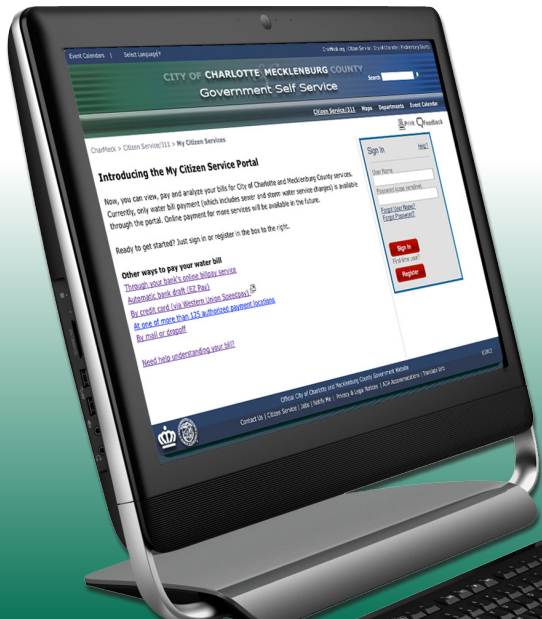 Event Calendars | Select Language▼
CharMeck.org | Citizen Service | City of Charlotte | Mecklenburg County
CITY OF CHARLOTTE MECKLENBURG COUNTY
Government Self Service
Search
Citizen Service/311 Maps Departments Event Calendar
CharMeck > Citizen Service/311 > My Citizen Services
Print Feedback
Introducing the My Citizen Service Portal
Now, you can view, pay and analyze your bills for City of Charlotte and Mecklenburg County services.
Currently, only water bill payment (which includes sewer and storm water service charges) is available
through the portal. Online payment for more services will be available in the future.
Ready to get started? Just sign in or register in the box to the right.
Other ways to pay your water bill
Through your bank's online billpay service
Automatic bank draft (EZ Pay)
By credit card (via Western Union Speedpay)
At one of more than 125 authorized payment locations
By mail or dropoff
Need help understanding your bill?
Sign In Help?
User Name
Password (case sensitive)
Forgot User Name?
Forgot Password?
Sign In
First-time user?
Register
Official City of Charlotte and Mecklenburg County Government Website
©2012
Contact Us | Citizen Service | Jobs | Notify Me | Privacy & Legal Notices | ADA Accommodations | Translate Info